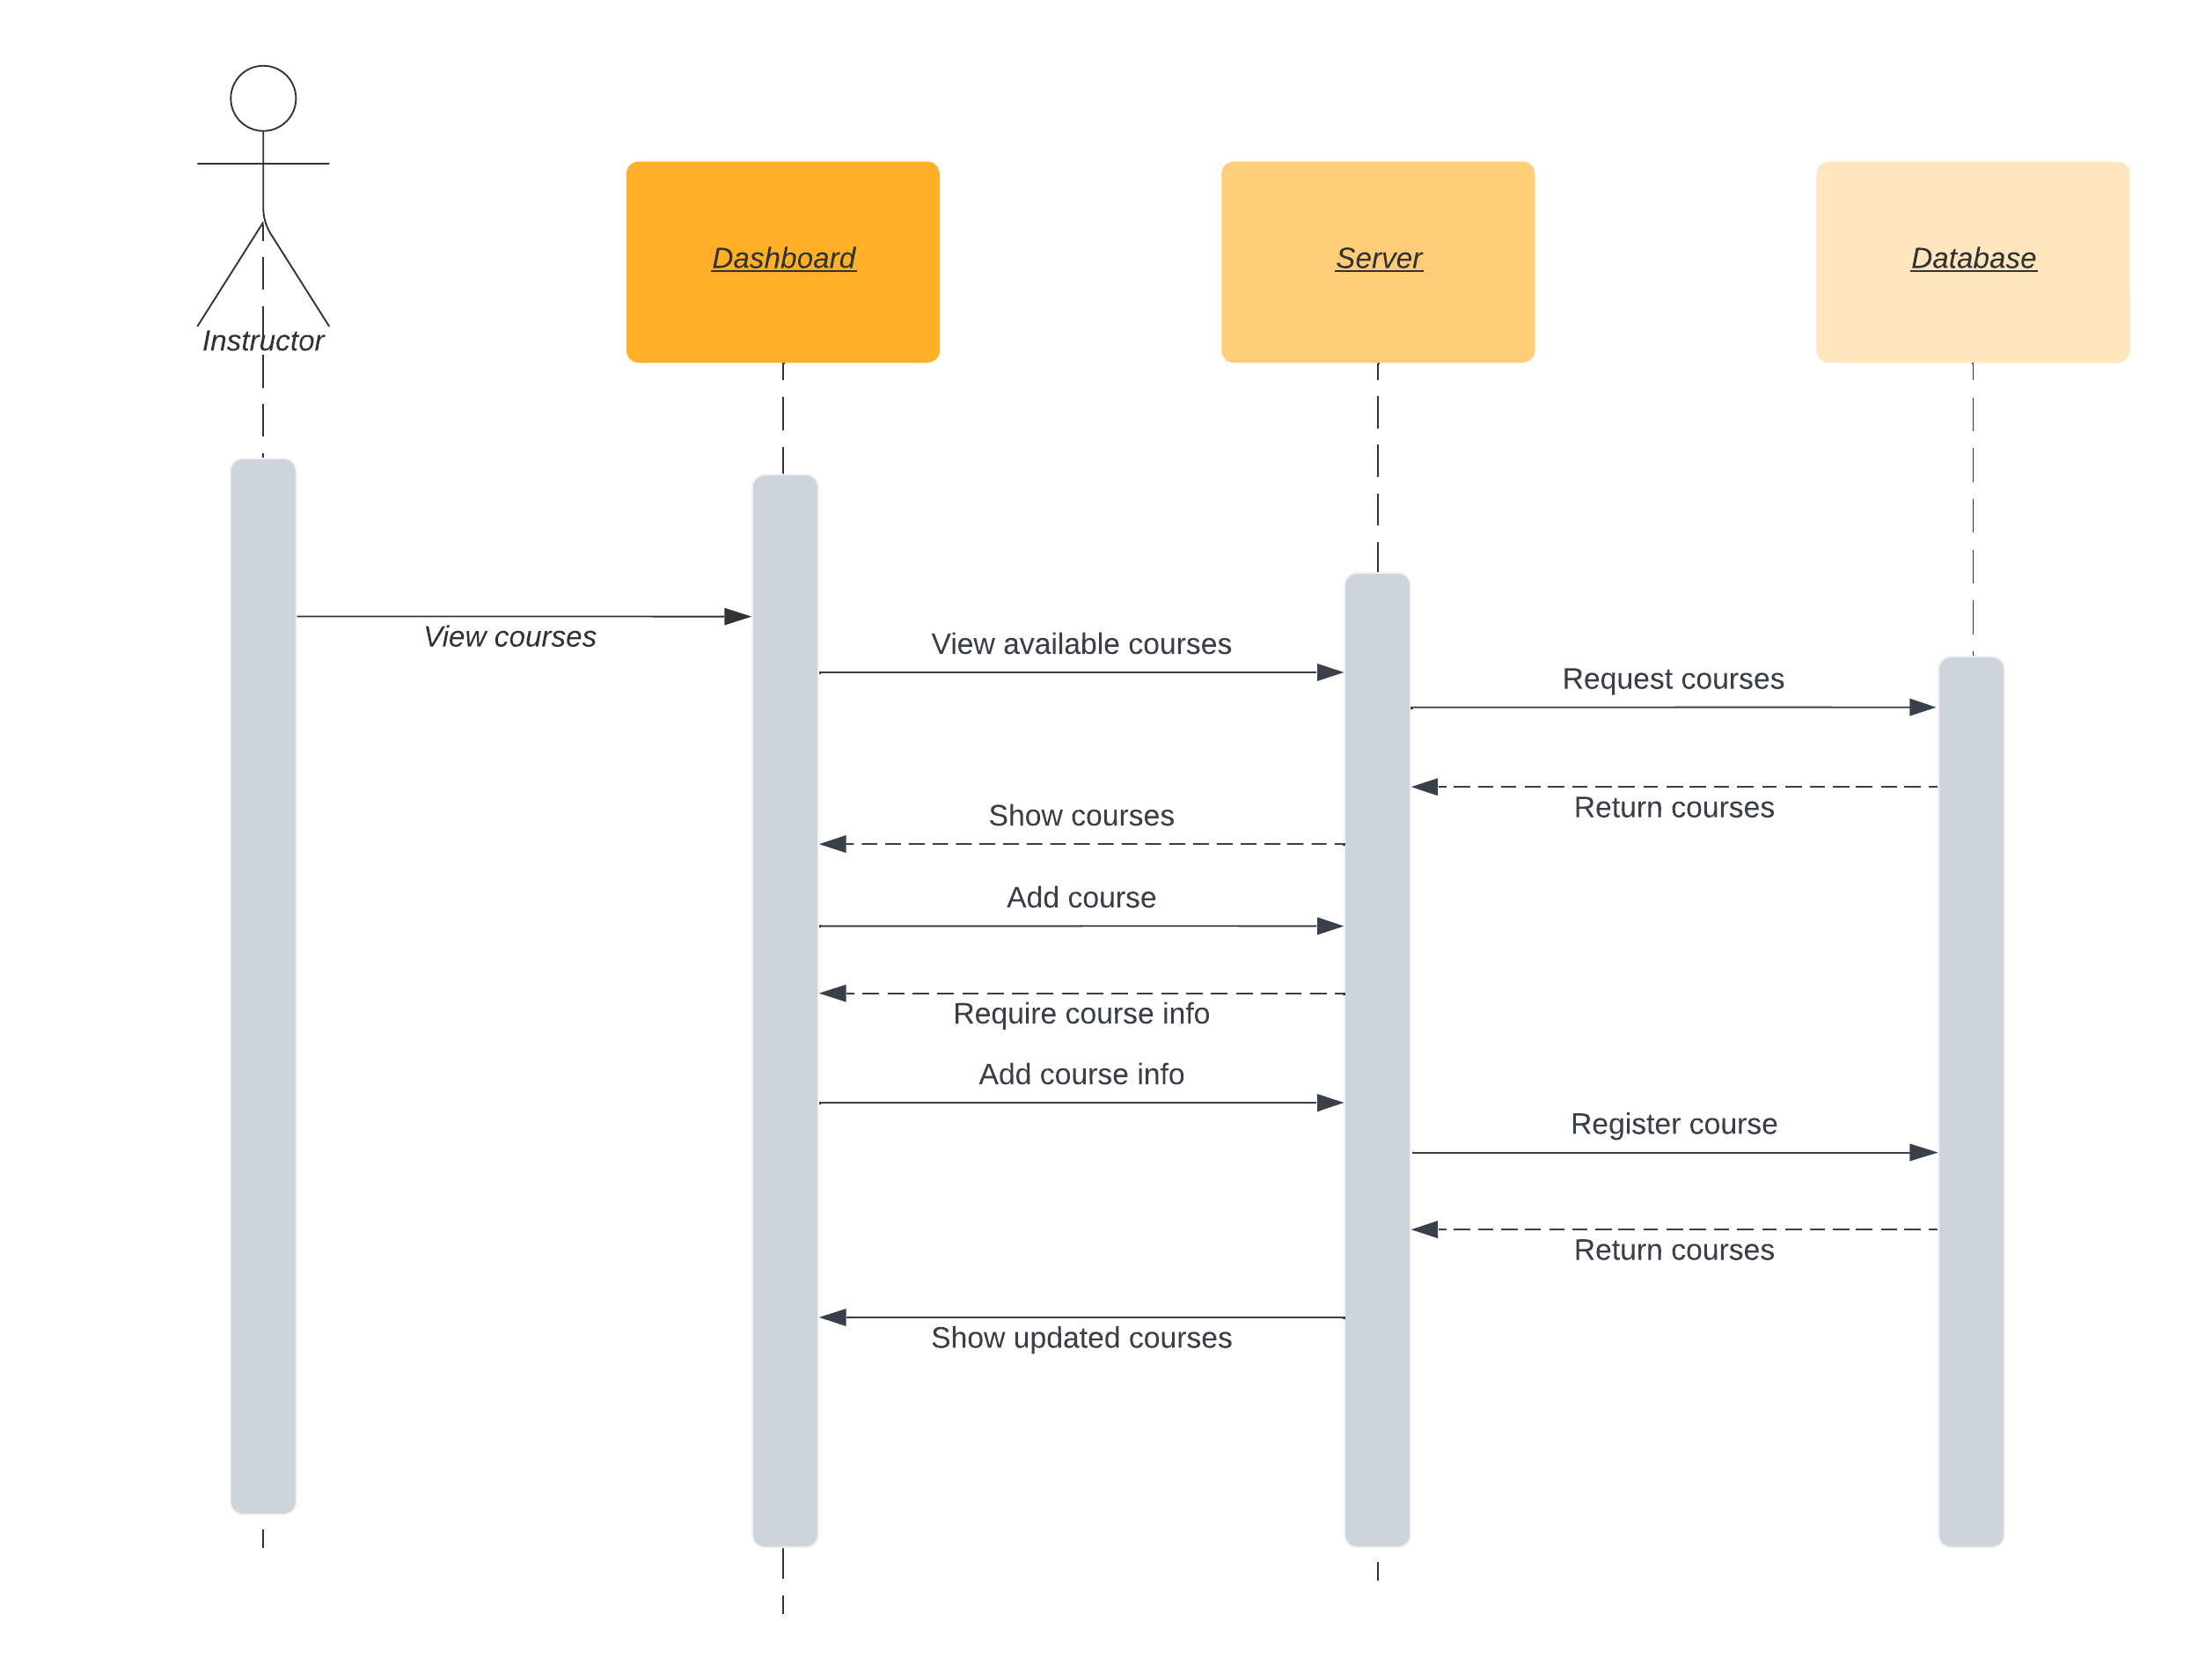 Dashboard
Server
Database
Instructor
View courses
View available courses
Request courses
Return courses
Show courses
Add course
Require course info
Add course info
Register course
Return courses
Show updated courses